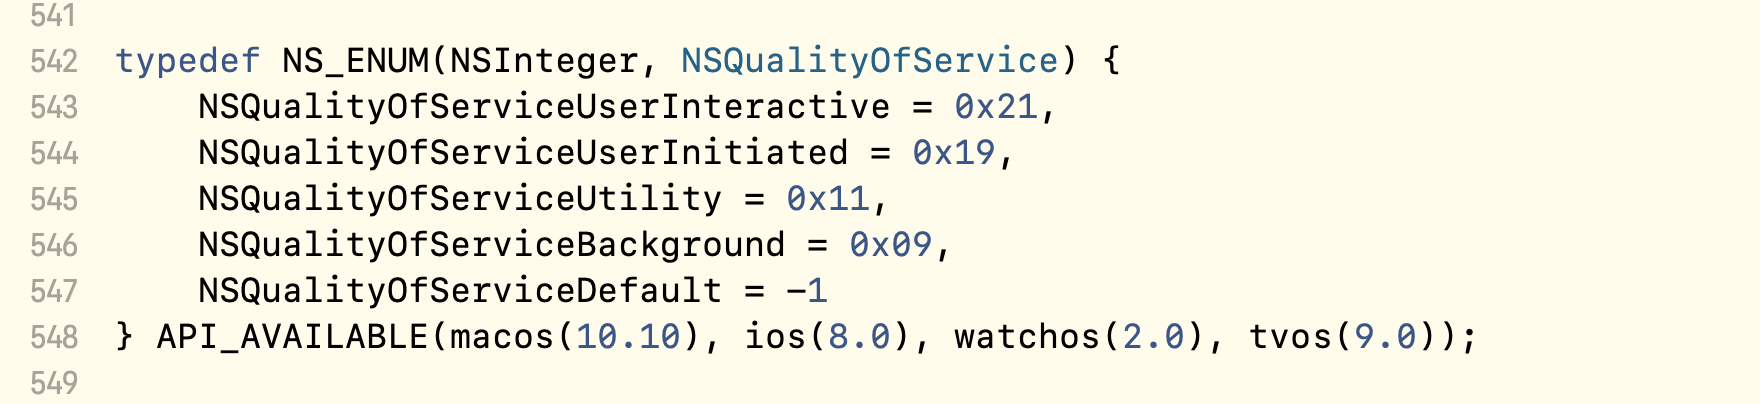 541
542 typedef NS_ENUM(NSInteger, NSQualityOfService) {
543     NSQualityOfServiceUserInteractive = 0x21,
544     NSQualityOfServiceUserInitiated = 0x19,
545     NSQualityOfServiceUtility = 0x11,
546     NSQualityOfServiceBackground = 0x09,
547     NSQualityOfServiceDefault = -1
548 } API_AVAILABLE(macos(10.10), ios(8.0), watchos(2.0), tvos(9.0));
549